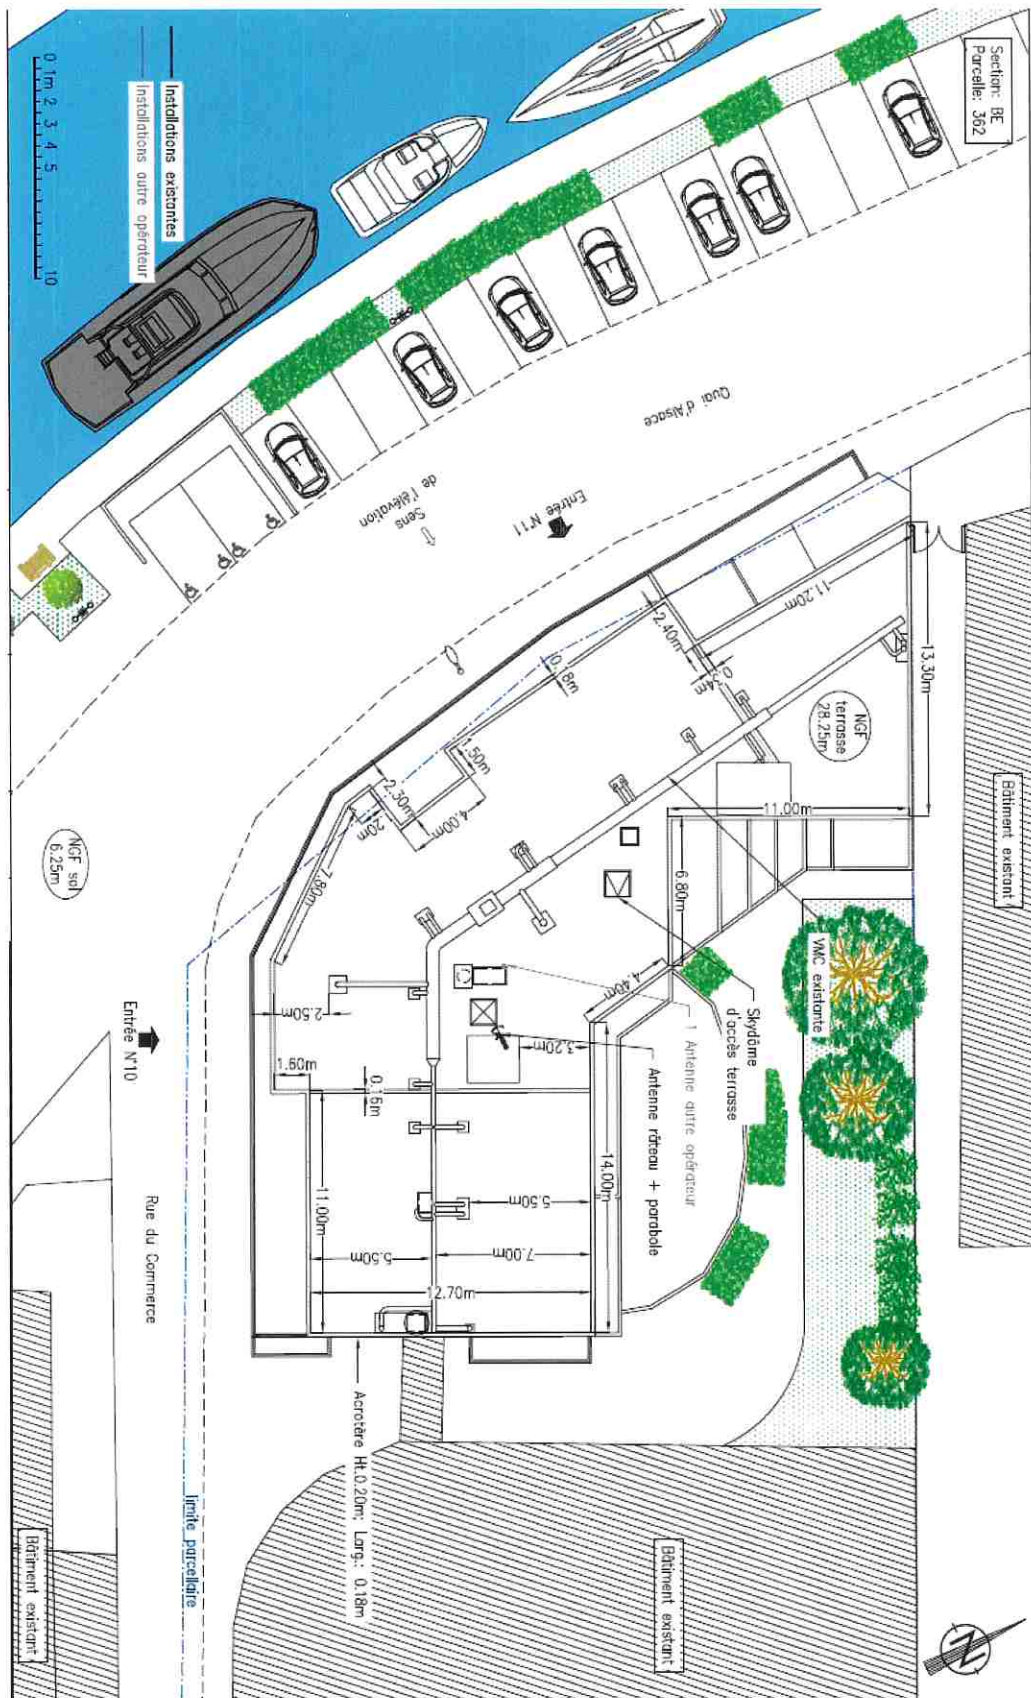 Section: BE
Parcelle: 362
Installations existantes
Installations autre opérateur
0 1m 2 3 4 5 10
Quai d'Alsace
Sens
de l'élévation
Entrée N°11
13.30m
11.20m
2.40m
0.54m
0.18m
NGF
terrasse
28.25m
Bâtiment existant
11.00m
6.80m
.50m
4.00m
2.30m
.20m
7.80m
NGF sol
6.25m
VMC existante
Skydôme
d'accès terrasse
4.40m
1 Antenne autre opérateur
Antenne râteau + parabole
3.20m
2.50m
1.60m
0.16m
Entrée N°10
14.00m
11.00m
5.50m
5.50m
7.00m
12.70m
Rue du Commerce
Acrotère Ht.0.20m; Larg.: 0.18m
limite parcellaire
Bâtiment existant
Bâtiment existant
N